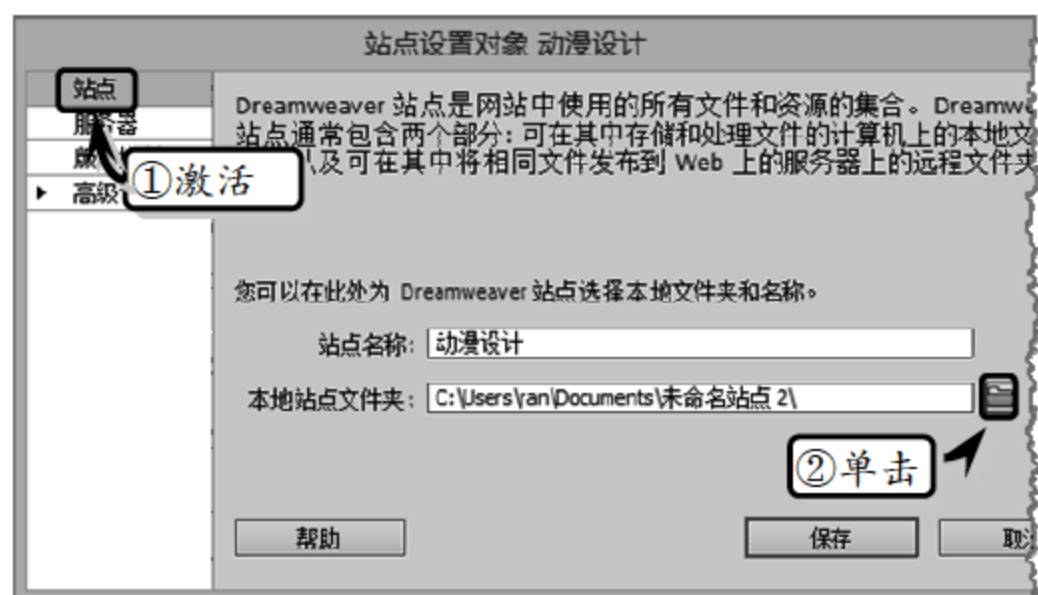 站点设置对象 动漫设计
站点
服务器
①激活
高级
Dreamweaver 站点是网站中使用的所有文件和资源的集合。Dreamw
站点通常包含两个部分：可在其中存储和处理文件的计算机上的本地文
以及可在其中将相同文件发布到 Web 上的服务器上的远程文件夹
您可以在此处为 Dreamweaver 站点选择本地文件夹和名称。
站点名称： 动漫设计
本地站点文件夹： C:\Users\ran\Documents\未命名站点 2\
②单击
帮助 保存 取